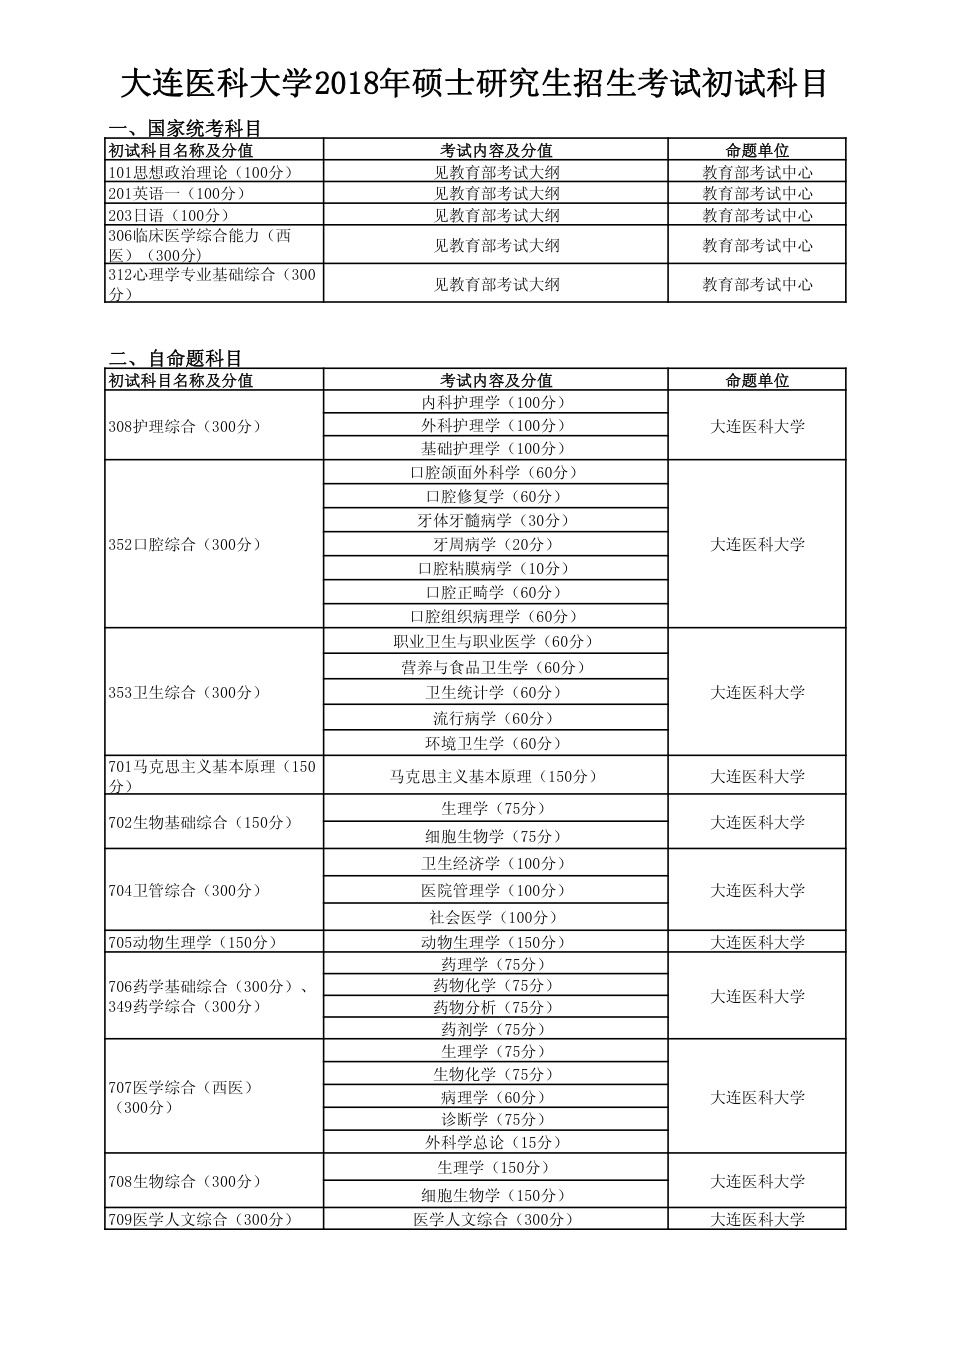 大连医科大学2018年硕士研究生招生考试初试科目
一、国家统考科目
初试科目名称及分值 考试内容及分值 命题单位
101思想政治理论（100分） 见教育部考试大纲 教育部考试中心
201英语一（100分） 见教育部考试大纲 教育部考试中心
203日语（100分） 见教育部考试大纲 教育部考试中心
306临床医学综合能力（西
医）（300分) 见教育部考试大纲 教育部考试中心
312心理学专业基础综合（300
分） 见教育部考试大纲 教育部考试中心
二、自命题科目
初试科目名称及分值 考试内容及分值 命题单位
308护理综合（300分） 内科护理学（100分） 大连医科大学
外科护理学（100分）
基础护理学（100分）
352口腔综合（300分） 口腔颌面外科学（60分） 大连医科大学
口腔修复学（60分）
牙体牙髓病学（30分）
牙周病学（20分）
口腔粘膜病学（10分）
口腔正畸学（60分）
口腔组织病理学（60分）
353卫生综合（300分） 职业卫生与职业医学（60分） 大连医科大学
营养与食品卫生学（60分）
卫生统计学（60分）
流行病学（60分）
环境卫生学（60分）
701马克思主义基本原理（150
分） 马克思主义基本原理（150分） 大连医科大学
702生物基础综合（150分） 生理学（75分） 大连医科大学
细胞生物学（75分）
704卫管综合（300分） 卫生经济学（100分） 大连医科大学
医院管理学（100分）
社会医学（100分）
705动物生理学（150分） 动物生理学（150分） 大连医科大学
706药学基础综合（300分）、
349药学综合（300分） 药理学（75分） 大连医科大学
药物化学（75分）
药物分析（75分）
药剂学（75分）
707医学综合（西医）
（300分） 生理学（75分） 大连医科大学
生物化学（75分）
病理学（60分）
诊断学（75分）
外科学总论（15分）
708生物综合（300分） 生理学（150分） 大连医科大学
细胞生物学（150分）
709医学人文综合（300分） 医学人文综合（300分） 大连医科大学